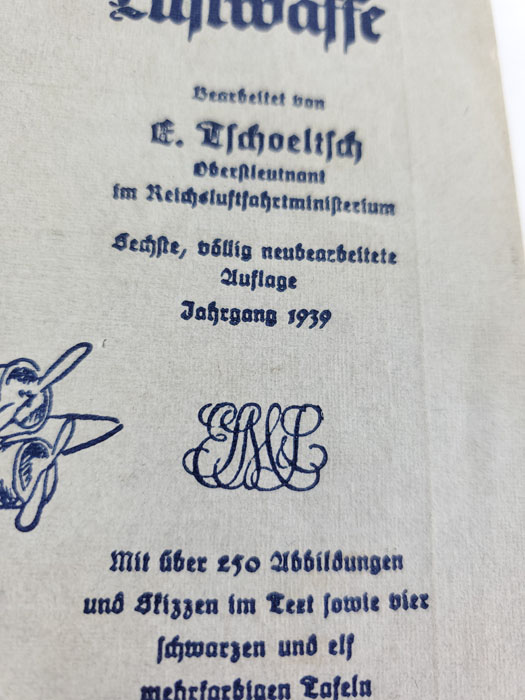 Luftwaffe
Bearbeitet von
E. Tschoeltsch
Oberstleutnant
im Reichsluftfahrtministerium
Sechste, völlig neubearbeitete
Auflage
Jahrgang 1939
Mit über 250 Abbildungen
und Skizzen im Text sowie vier
schwarzen und elf
mehrfarbigen Tafeln